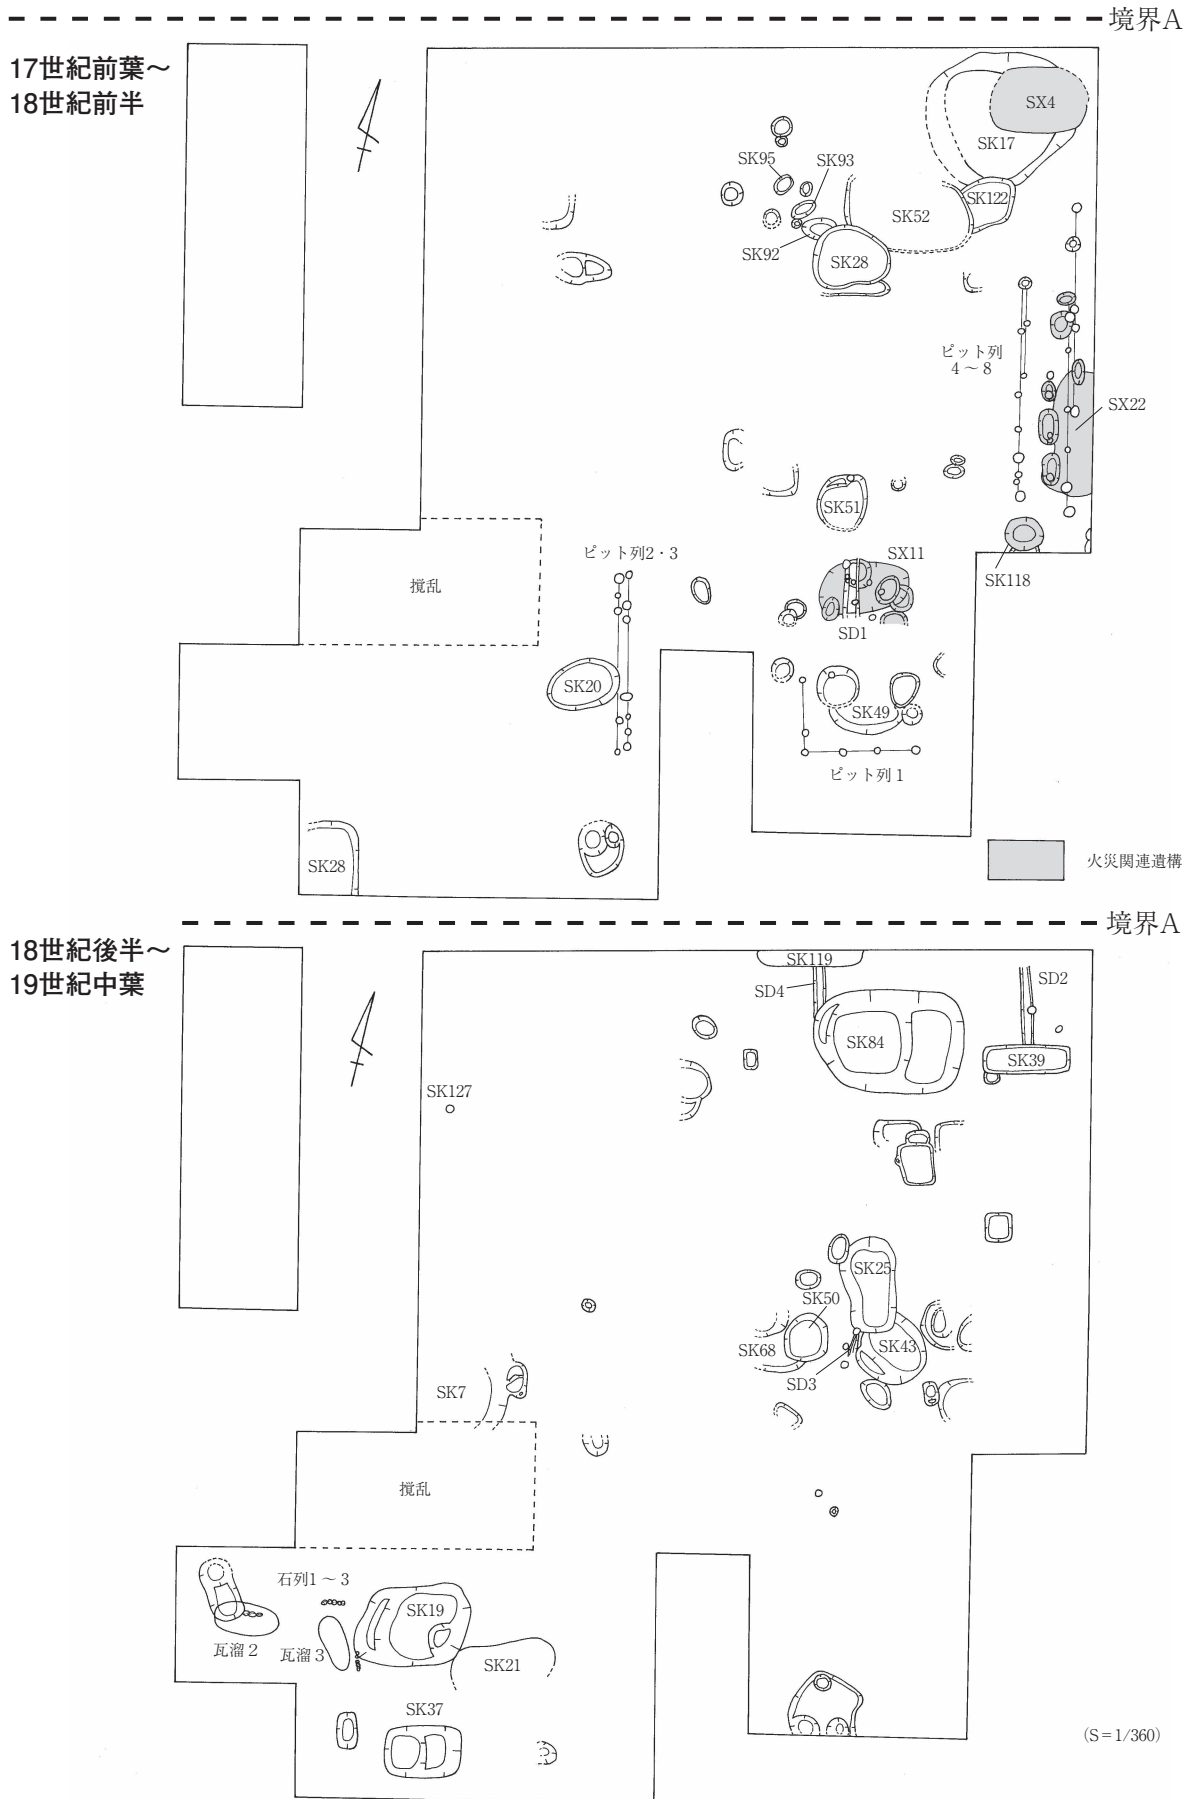 境界A
17世紀前葉～
18世紀前半
SX4
SK17
SK95
SK93
SK122
SK52
SK92
SK28
ピット列
4～8
SX22
SK51
ピット列2・3
SX11
SK118
攪乱
SD1
SK20
SK49
ピット列1
SK28
火災関連遺構
境界A
18世紀後半～
19世紀中葉
SK119
SD4
SD2
SK84
SK39
SK127
SK25
SK50
SK68
SK43
SD3
SK7
攪乱
石列1～3
SK19
瓦溜2
瓦溜3
SK21
SK37
(S=1/360)